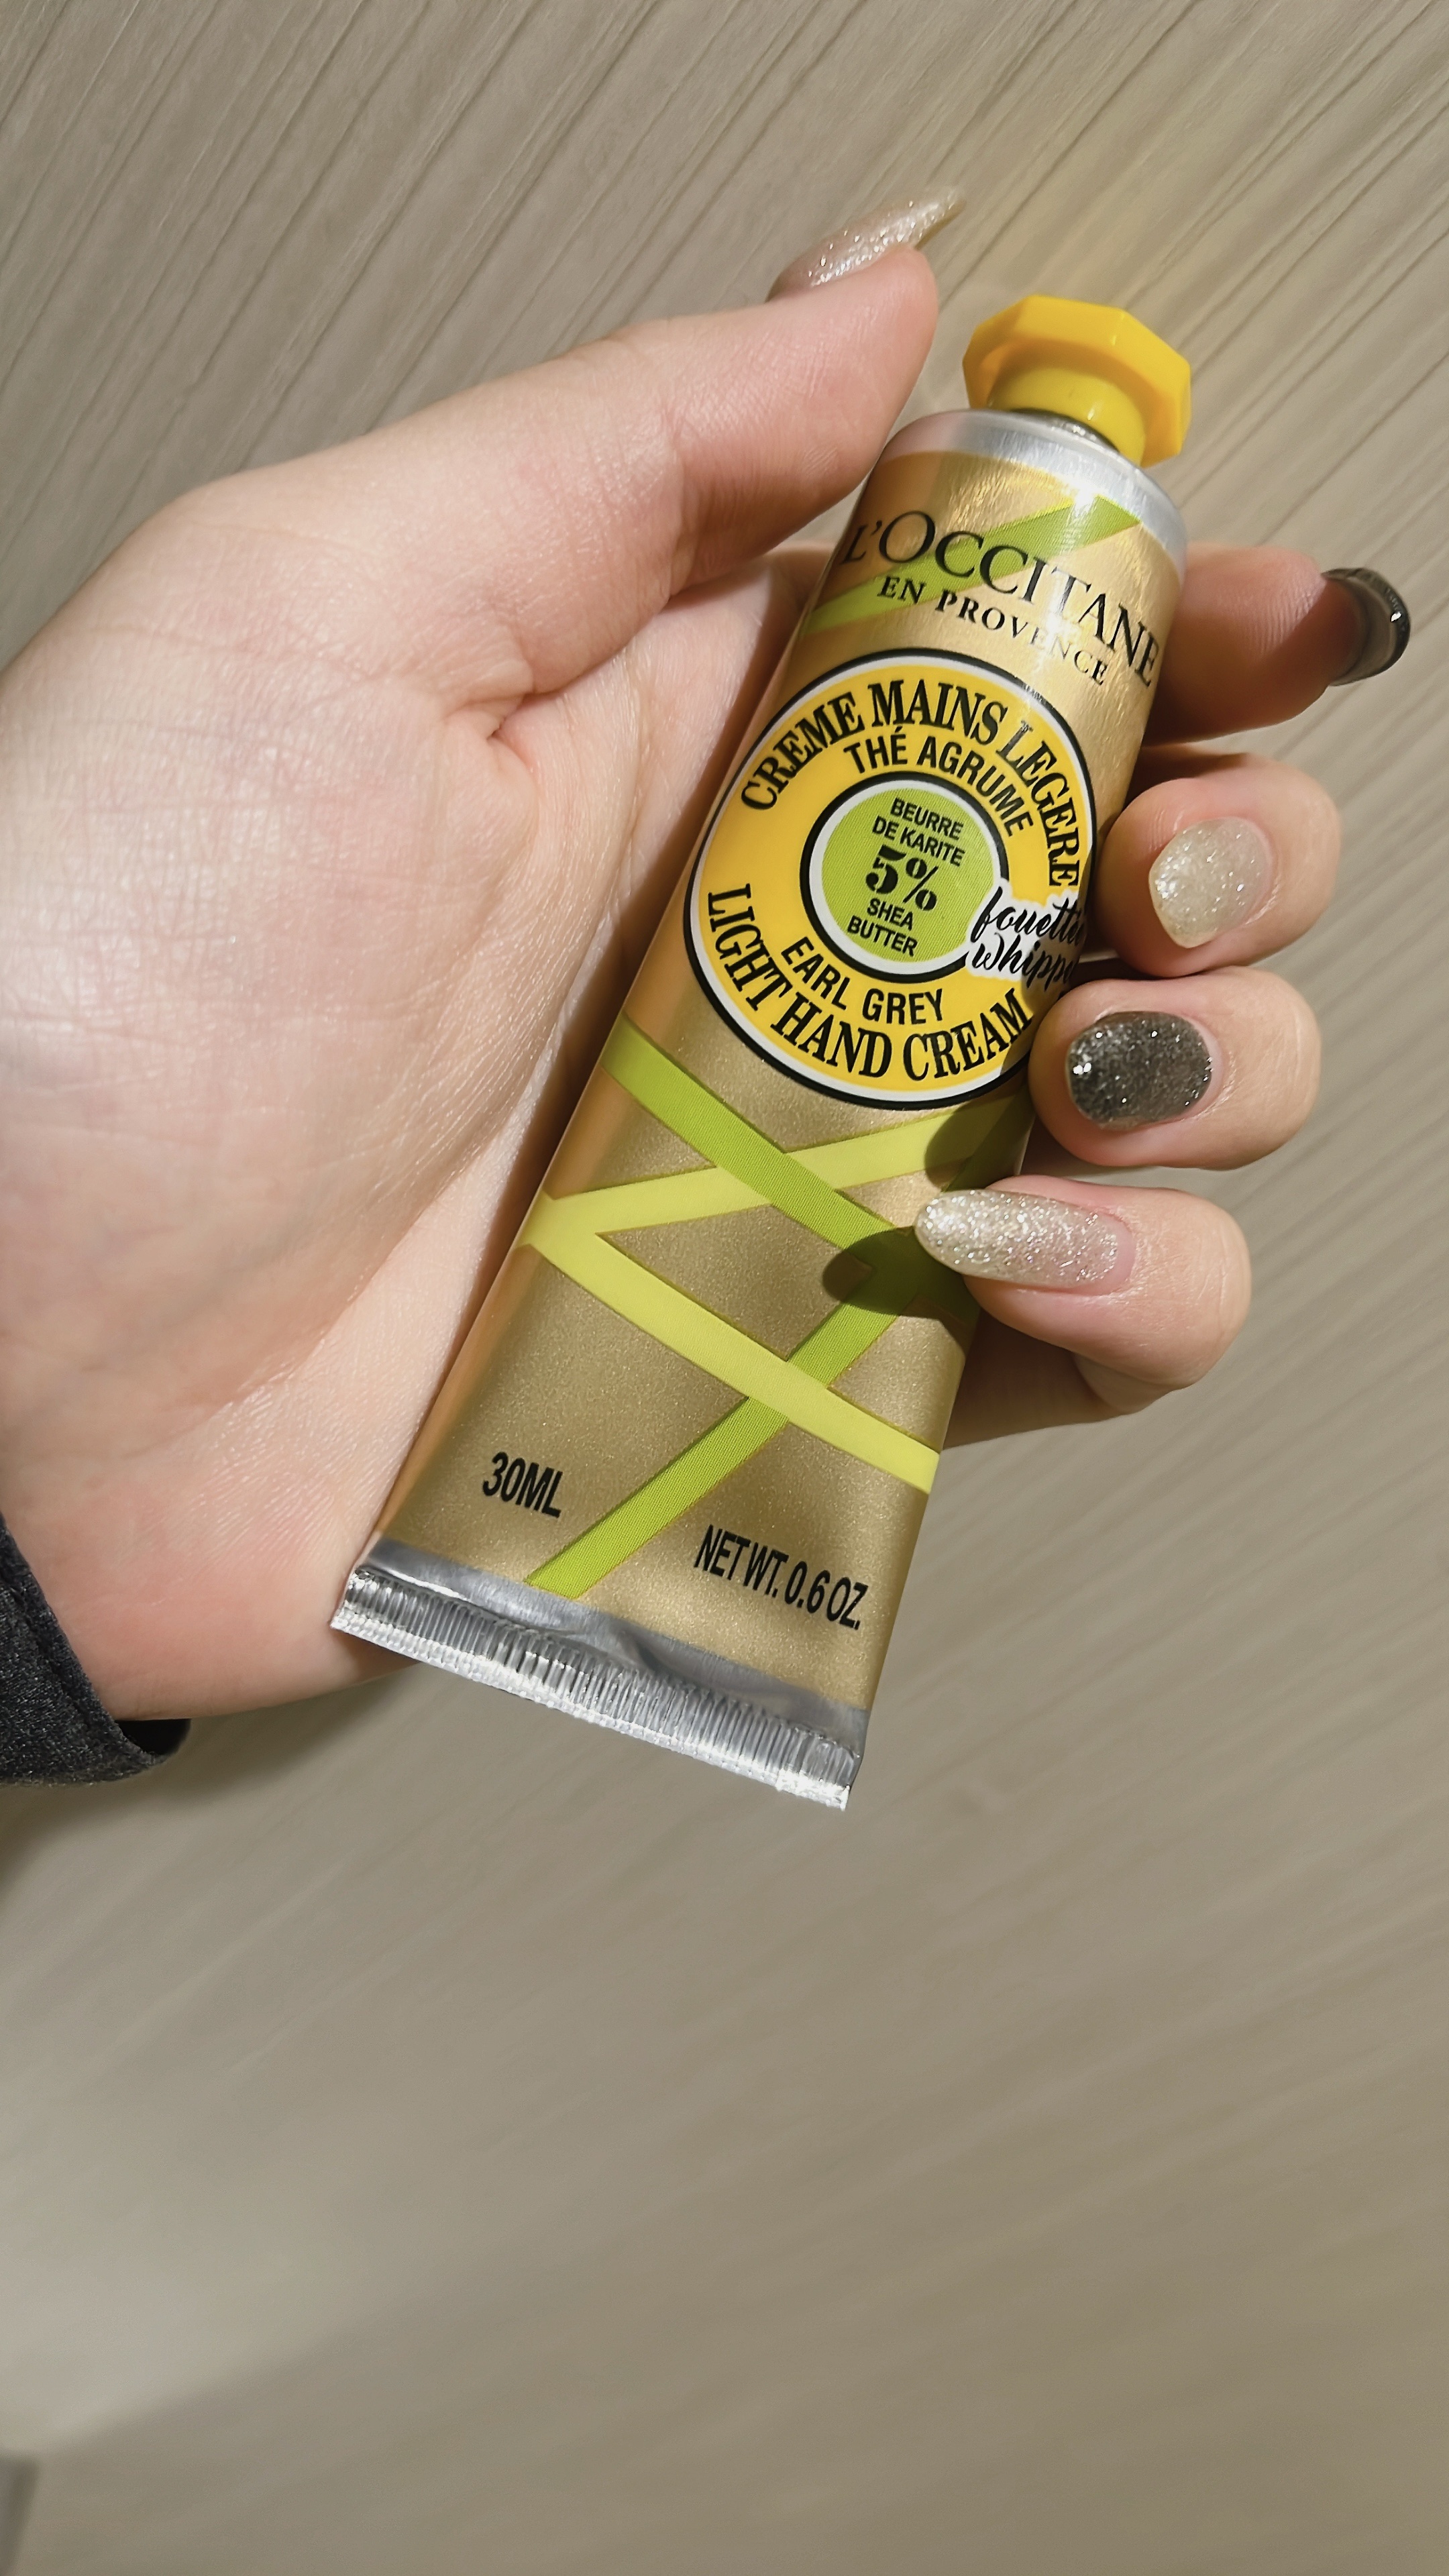 L'OCCITANE
EN PROVENCE
CREME MAINS LEGERE
THÉ AGRUME
BEURRE
DE KARITE
5%
SHEA
BUTTER
EARL GREY
LIGHT HAND CREAM
30ML
NET WT. 0.6 OZ.